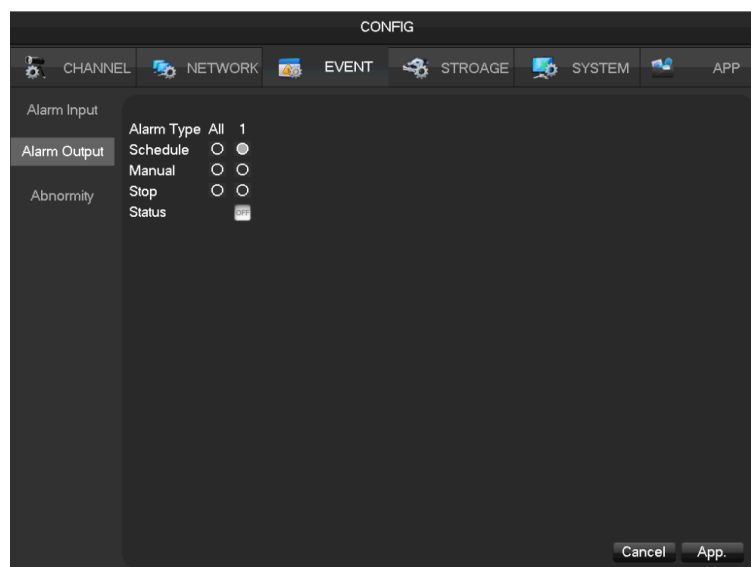 CONFIG
CHANNEL NETWORK EVENT STROAGE SYSTEM APP
Alarm Input
Alarm Output
Abnormity
Alarm Type All 1
Schedule
Manual
Stop
Status OFF
Cancel App.